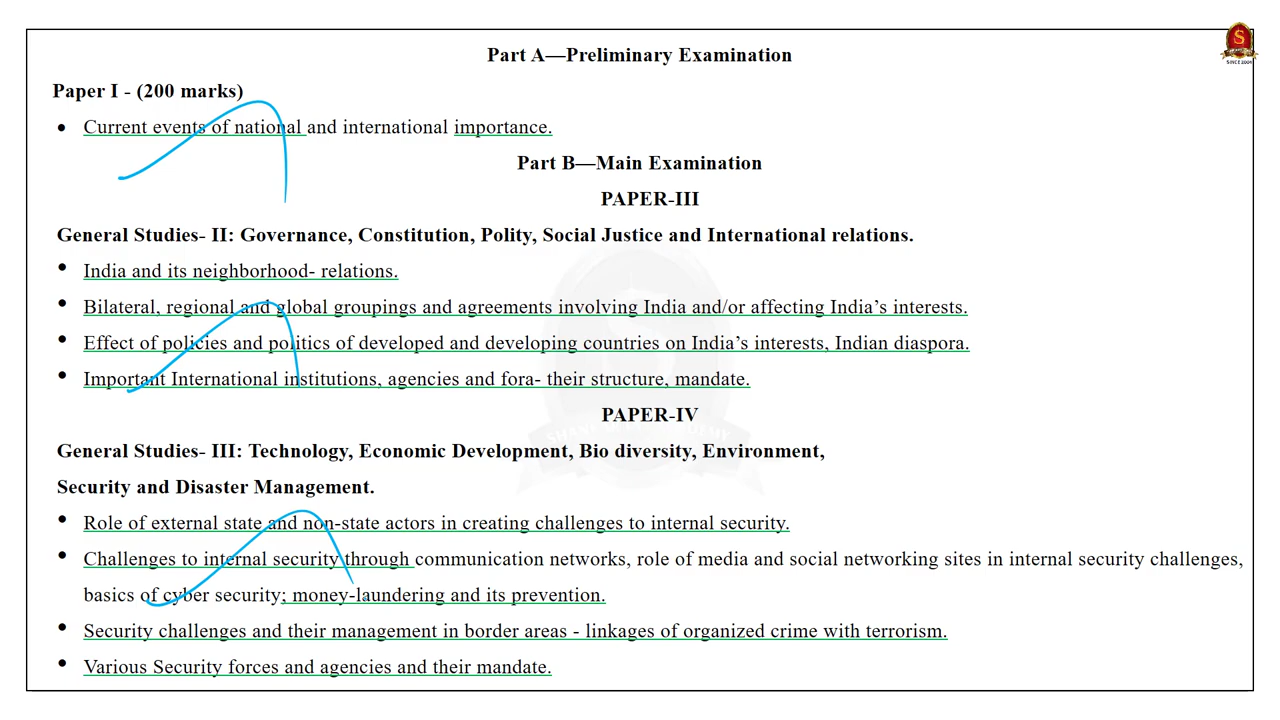 Part A—Preliminary Examination
S
SINCE 2004
Paper I - (200 marks)
• Current events of national and international importance.
Part B—Main Examination
PAPER-III
General Studies- II: Governance, Constitution, Polity, Social Justice and International relations.
• India and its neighborhood- relations.
• Bilateral, regional and global groupings and agreements involving India and/or affecting India's interests.
• Effect of policies and politics of developed and developing countries on India's interests, Indian diaspora.
• Important International institutions, agencies and fora- their structure, mandate.
PAPER-IV
General Studies- III: Technology, Economic Development, Bio diversity, Environment,
Security and Disaster Management.
• Role of external state and non-state actors in creating challenges to internal security.
• Challenges to internal security through communication networks, role of media and social networking sites in internal security challenges,
basics of cyber security; money-laundering and its prevention.
• Security challenges and their management in border areas - linkages of organized crime with terrorism.
• Various Security forces and agencies and their mandate.